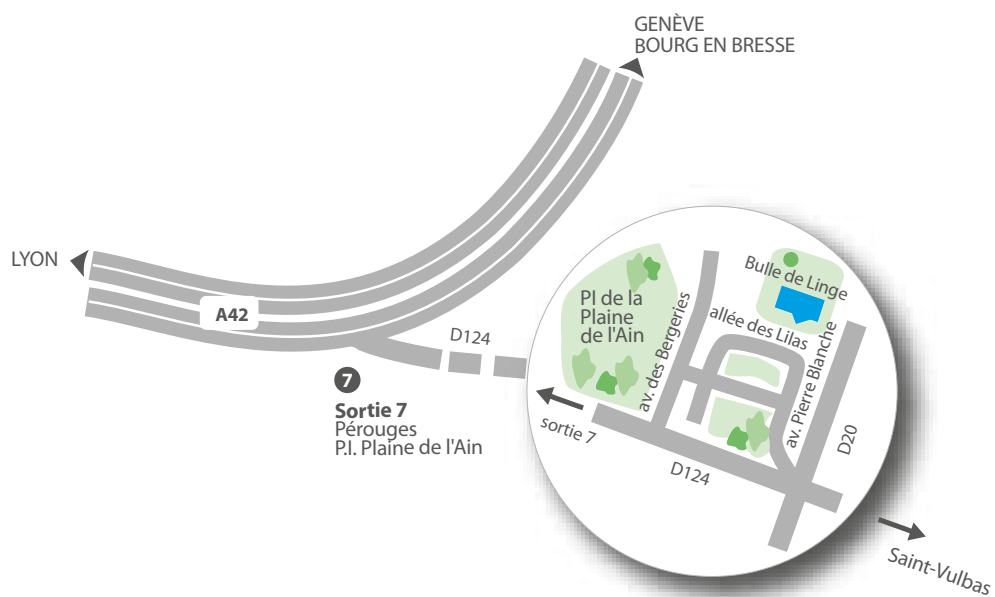 GENÈVE
BOURG EN BRESSE
LYON
A42
D124
7
Sortie 7
Pérouges
P.I. Plaine de l'Ain
PI de la
Plaine
de l'Ain
av. des Bergeries
Bulle de Linge
allée des Lilas
av. Pierre Blanche
D20
sortie 7
D124
Saint-Vulbas